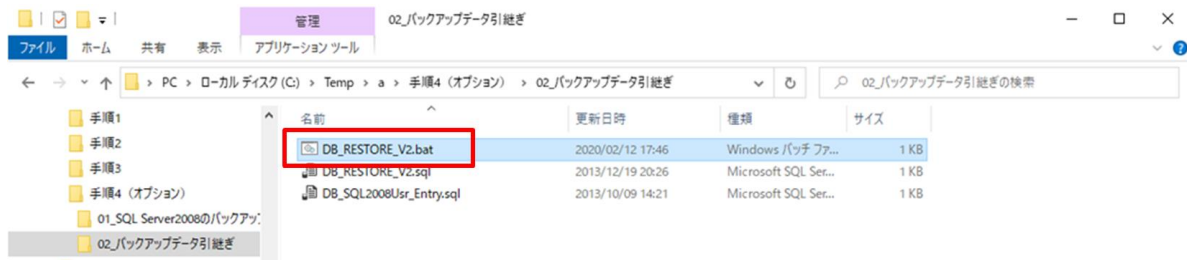 管理 02_バックアップデータ引継ぎ
ファイル ホーム 共有 表示 アプリケーション ツール
PC › ローカル ディスク (C:) › Temp › a › 手順4（オプション） › 02_バックアップデータ引継ぎ 02_バックアップデータ引継ぎの検索
手順1 名前 更新日時 種類 サイズ
手順2 DB_RESTORE_V2.bat 2020/02/12 17:46 Windows バッチ ファ... 1 KB
手順3 DB_RESTORE_V2.sql 2013/12/19 20:26 Microsoft SQL Ser... 1 KB
手順4（オプション） DB_SQL2008Usr_Entry.sql 2013/10/09 14:21 Microsoft SQL Ser... 1 KB
01_SQL Server2008のバックアップ
02_バックアップデータ引継ぎ